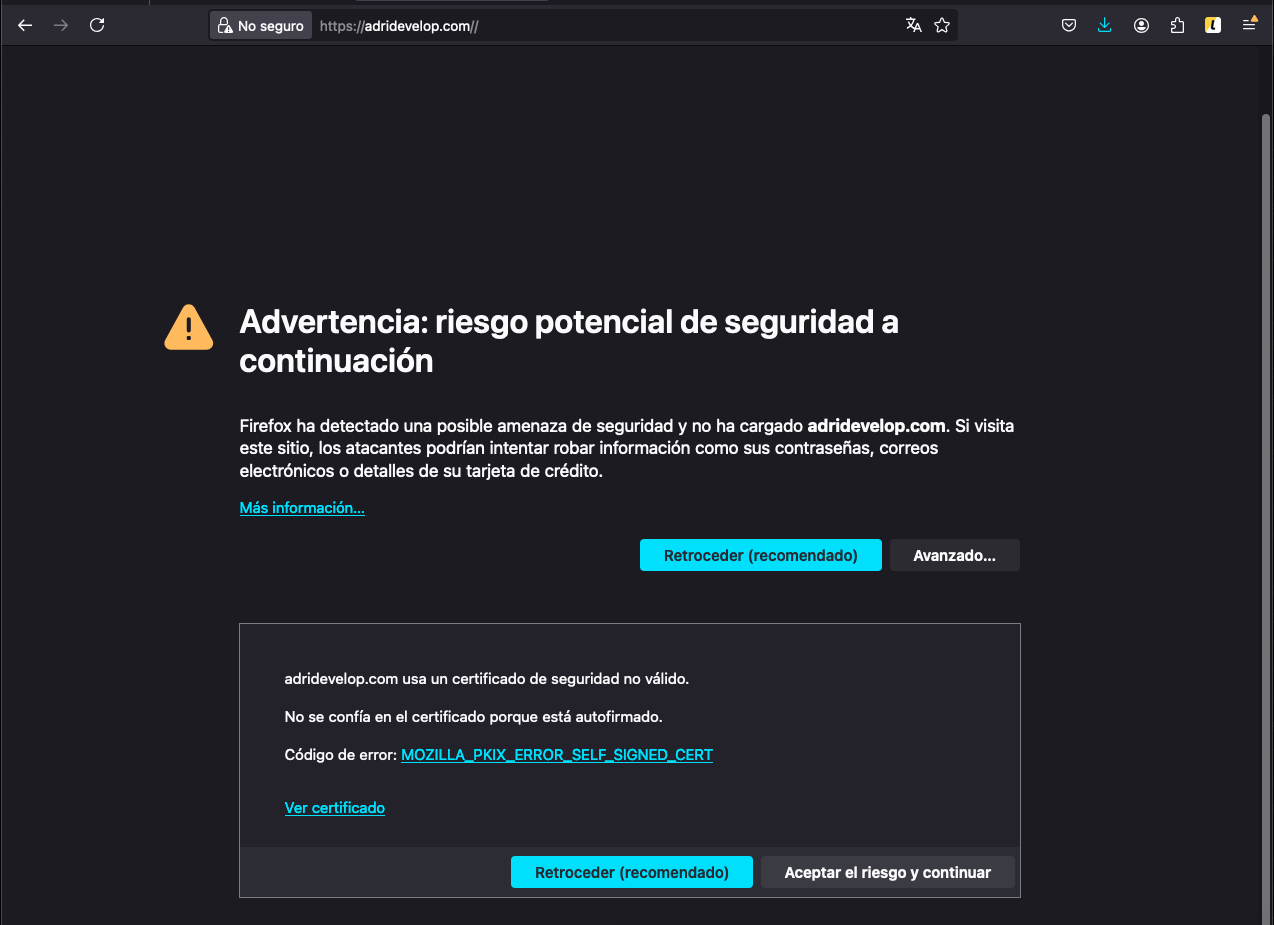 No seguro https://adridevelop.com//
Advertencia: riesgo potencial de seguridad a
continuación
Firefox ha detectado una posible amenaza de seguridad y no ha cargado adridevelop.com. Si visita
este sitio, los atacantes podrían intentar robar información como sus contraseñas, correos
electrónicos o detalles de su tarjeta de crédito.
Más información...
Retroceder (recomendado) Avanzado...
adridevelop.com usa un certificado de seguridad no válido.
No se confía en el certificado porque está autofirmado.
Código de error: MOZILLA_PKIX_ERROR_SELF_SIGNED_CERT
Ver certificado
Retroceder (recomendado) Aceptar el riesgo y continuar